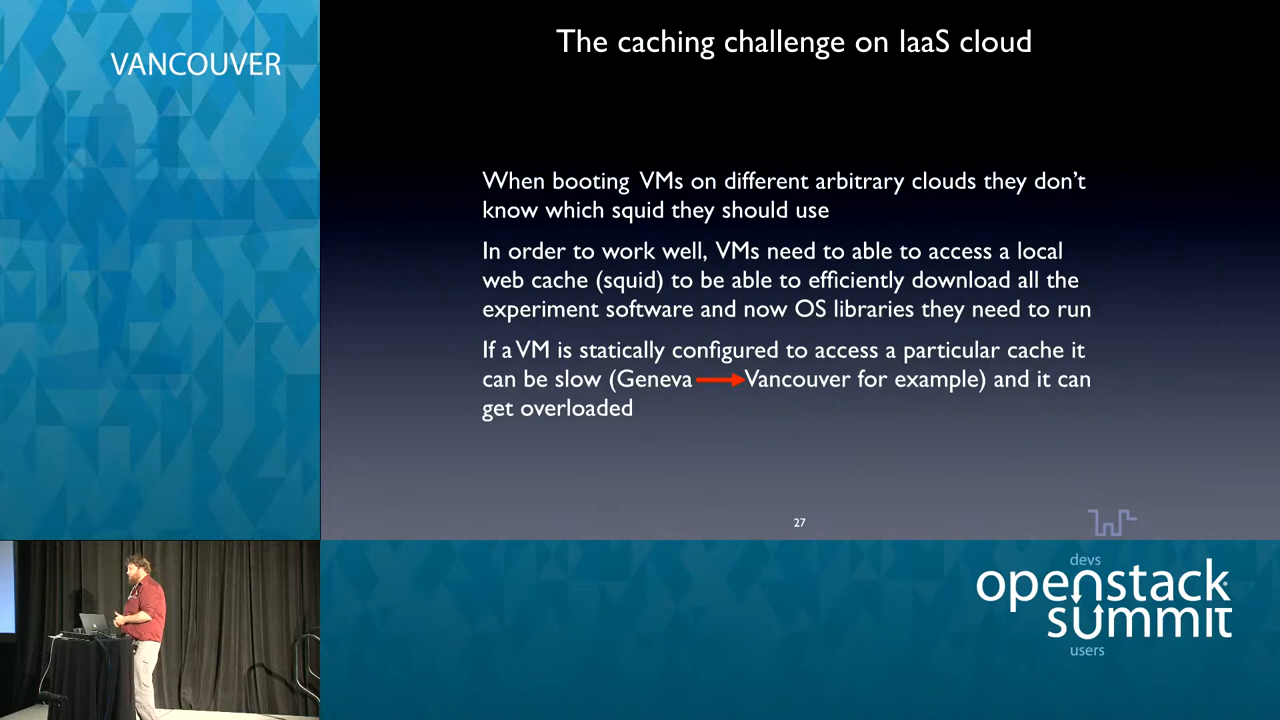 VANCOUVER
The caching challenge on IaaS cloud
When booting VMs on different arbitrary clouds they don't
know which squid they should use
In order to work well, VMs need to able to access a local
web cache (squid) to be able to efficiently download all the
experiment software and now OS libraries they need to run
If a VM is statically configured to access a particular cache it
can be slow (Geneva Vancouver for example) and it can
get overloaded
27
devs
openstack
summit
users